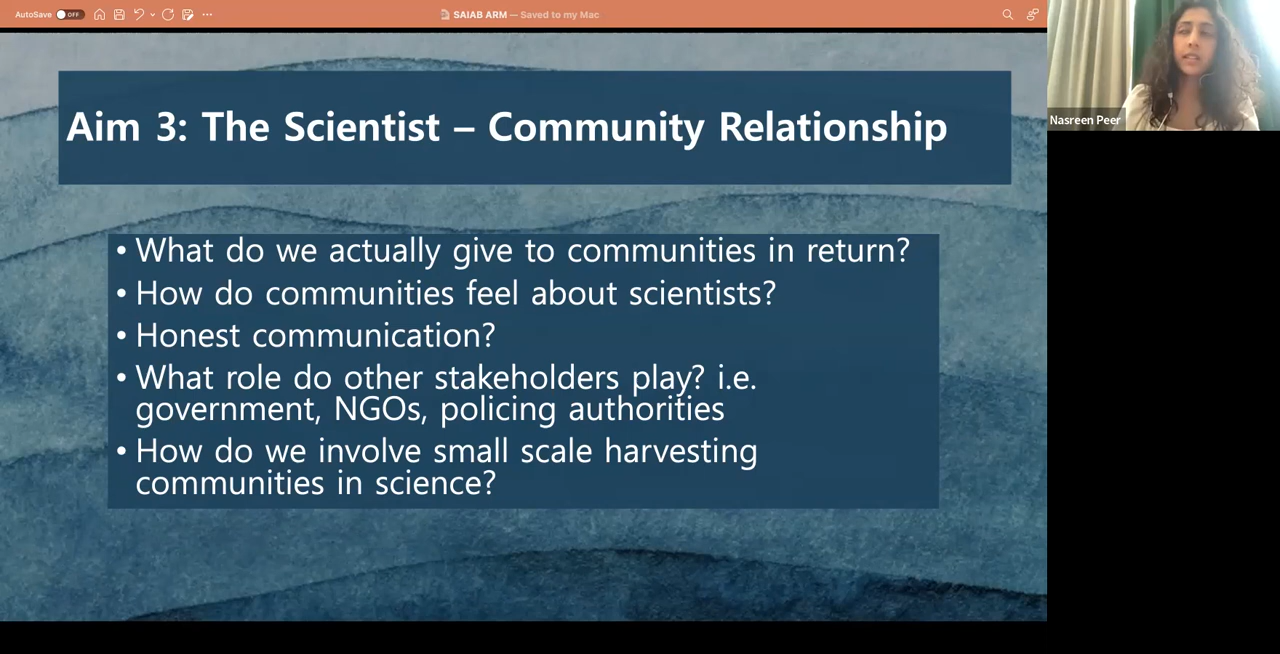 AutoSave OFF
SAIAB ARM — Saved to my Mac
Nasreen Peer
Aim 3: The Scientist – Community Relationship
• What do we actually give to communities in return?
• How do communities feel about scientists?
• Honest communication?
• What role do other stakeholders play? i.e.
government, NGOs, policing authorities
• How do we involve small scale harvesting
communities in science?